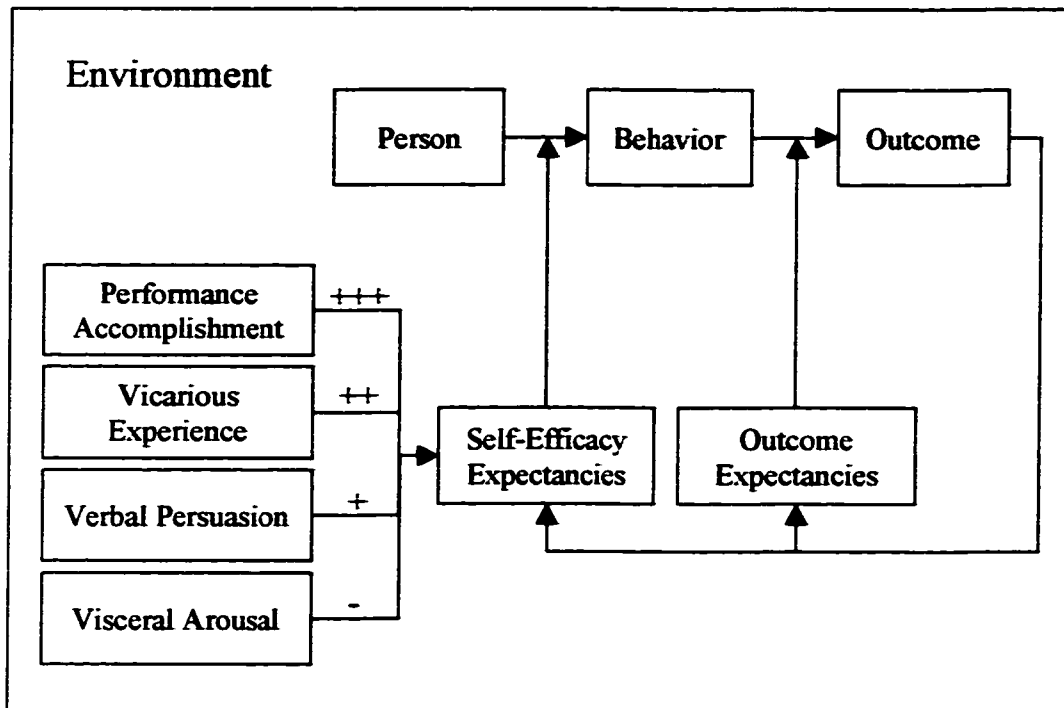 Environment
Person
Behavior
Outcome
Performance
Accomplishment
+++
Vicarious
Experience
++
Verbal Persuasion
+
Visceral Arousal
-
Self-Efficacy
Expectancies
Outcome
Expectancies